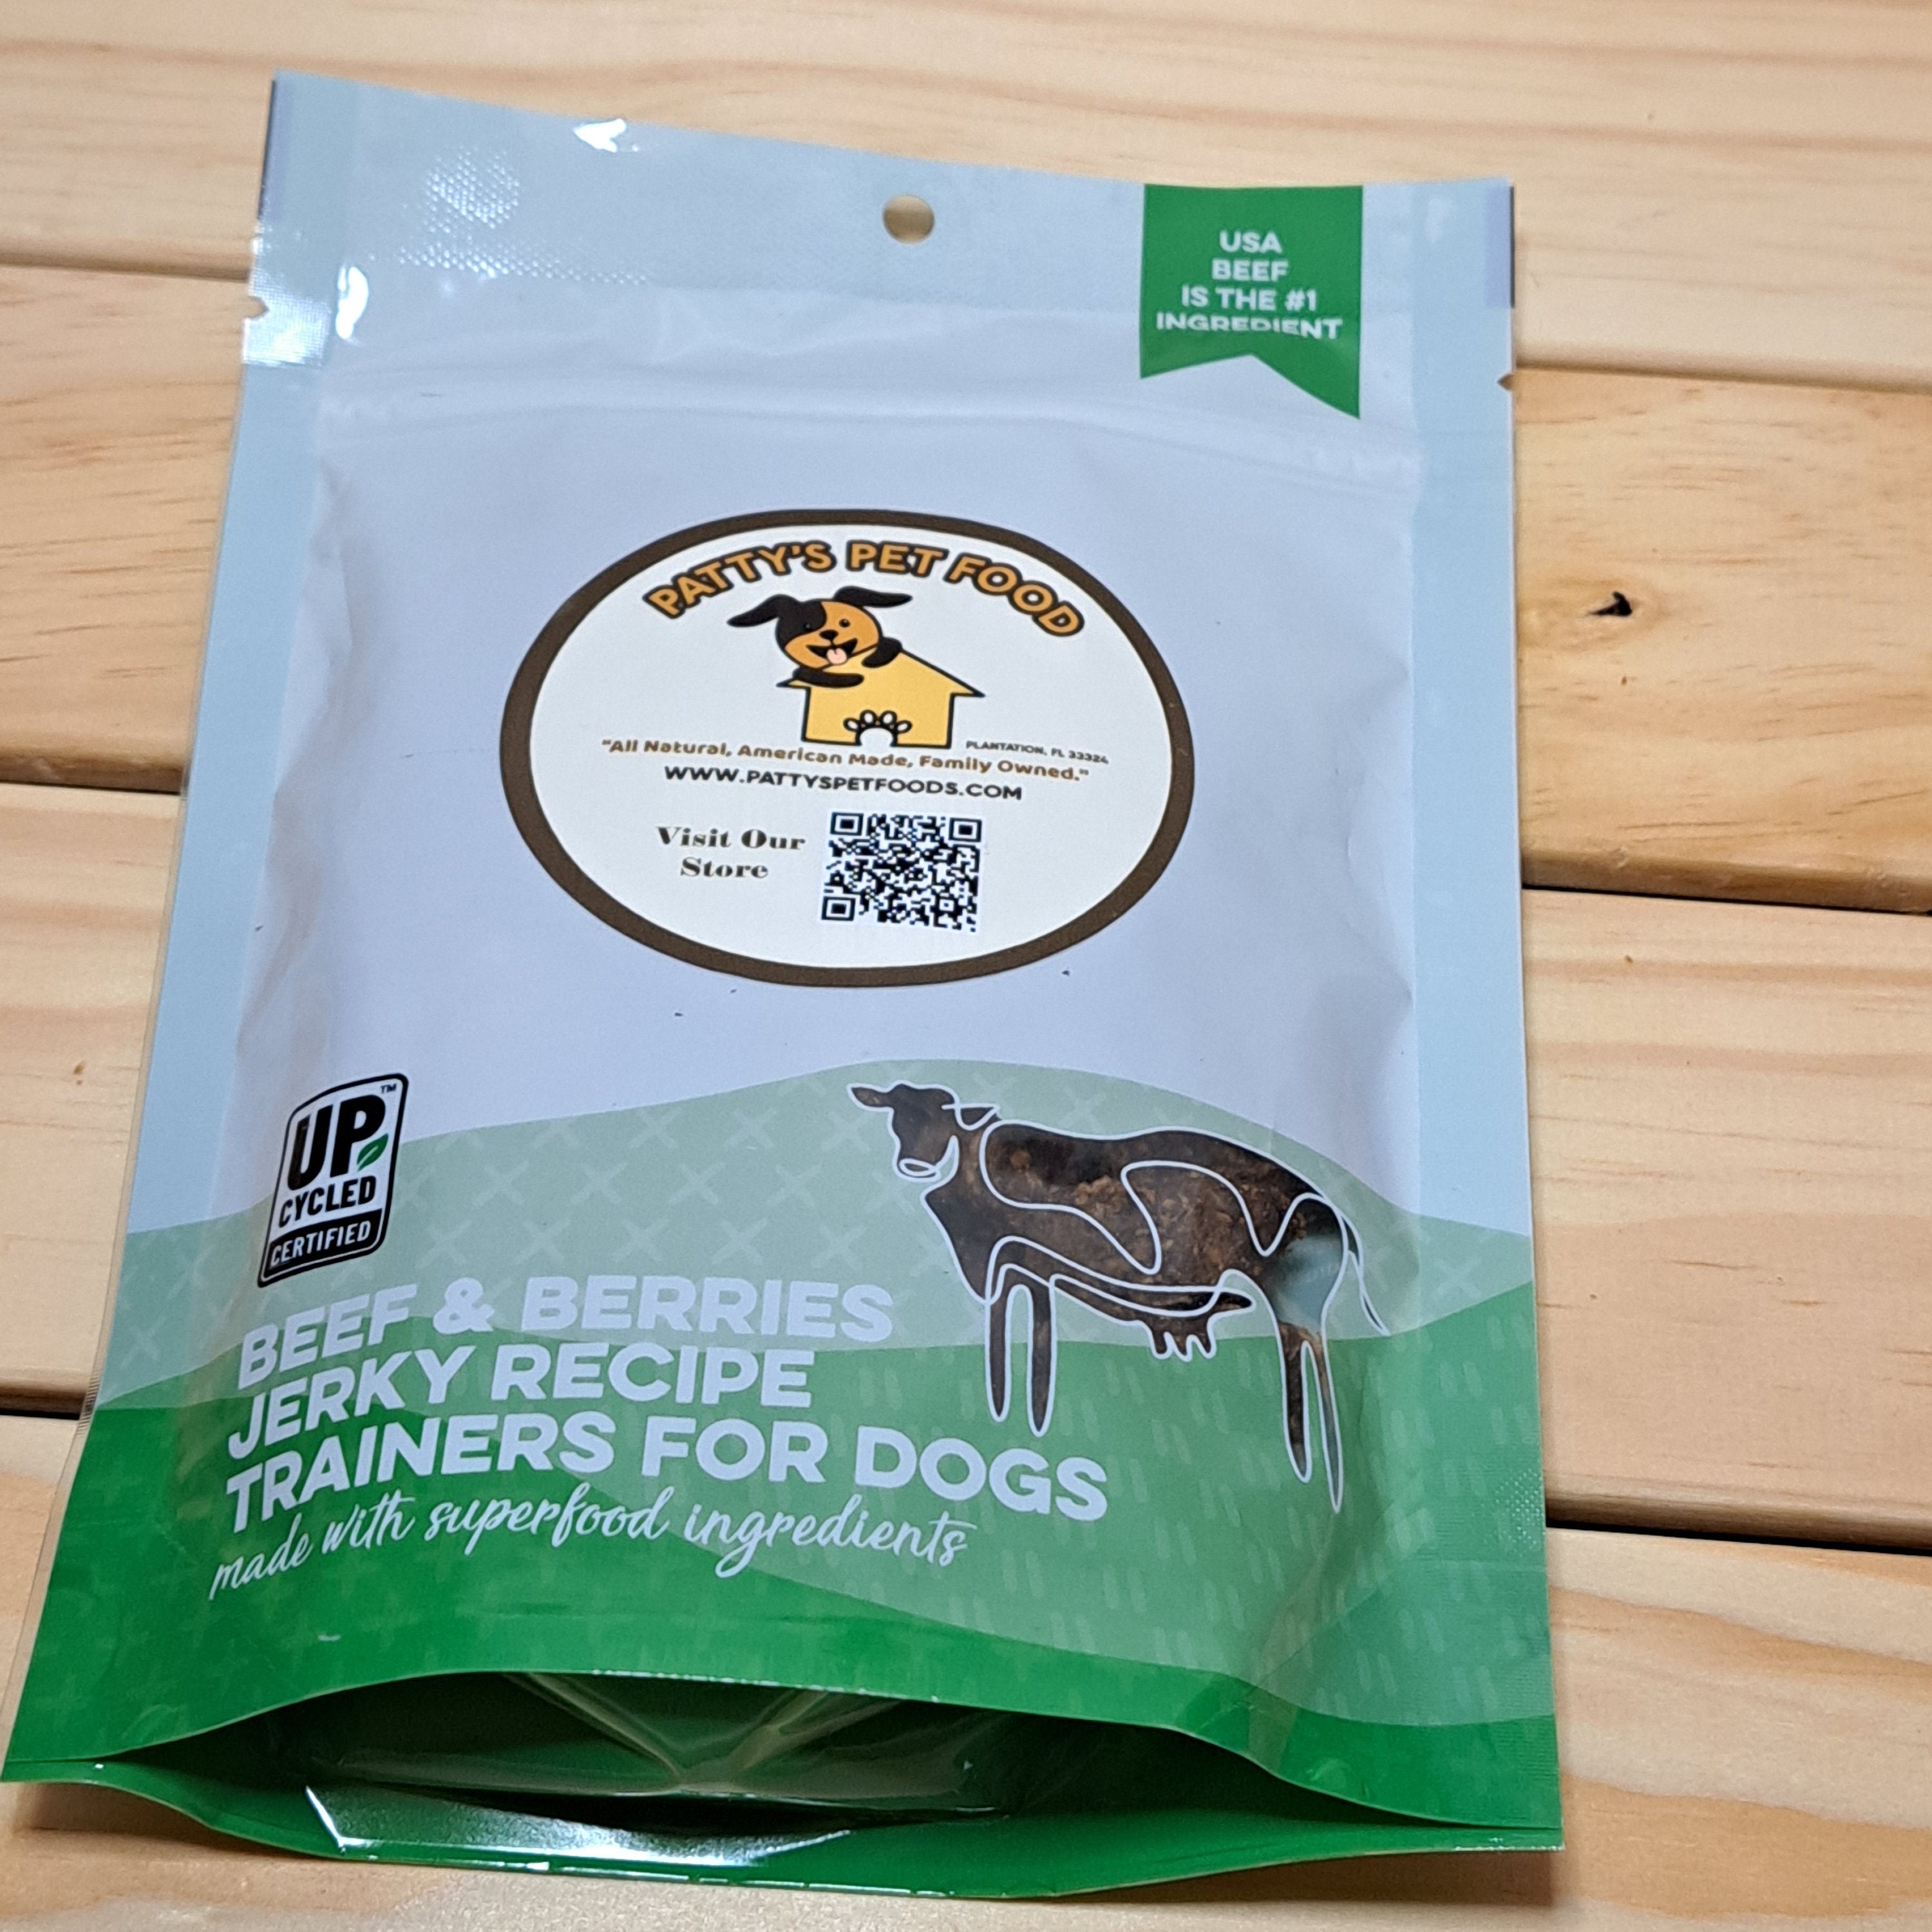 USA
BEEF
IS THE #1
INGREDIENT
PATTY'S PET FOOD
PLANTATION, FL 33324
"All Natural, American Made, Family Owned."
WWW.PATTYSPETFOODS.COM
Visit Our
Store
UP
TM
CYCLED
CERTIFIED
BEEF & BERRIES
JERKY RECIPE
TRAINERS FOR DOGS
made with superfood ingredients